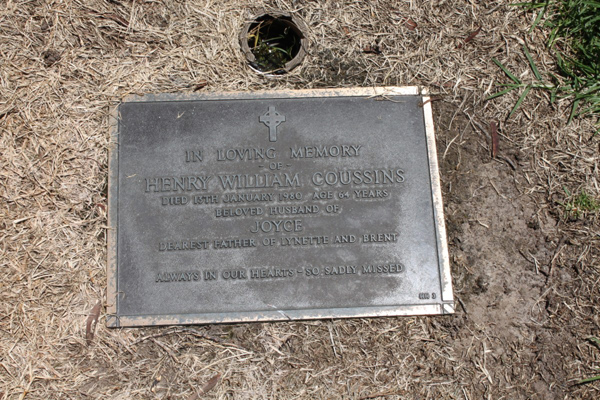 IN LOVING MEMORY
- OF -
HENRY WILLIAM COUSSINS
DIED 15TH JANUARY 1980 AGE 64 YEARS
BELOVED HUSBAND OF
JOYCE
DEAREST FATHER OF LYNETTE AND BRENT
ALWAYS IN OUR HEARTS - SO SADLY MISSED